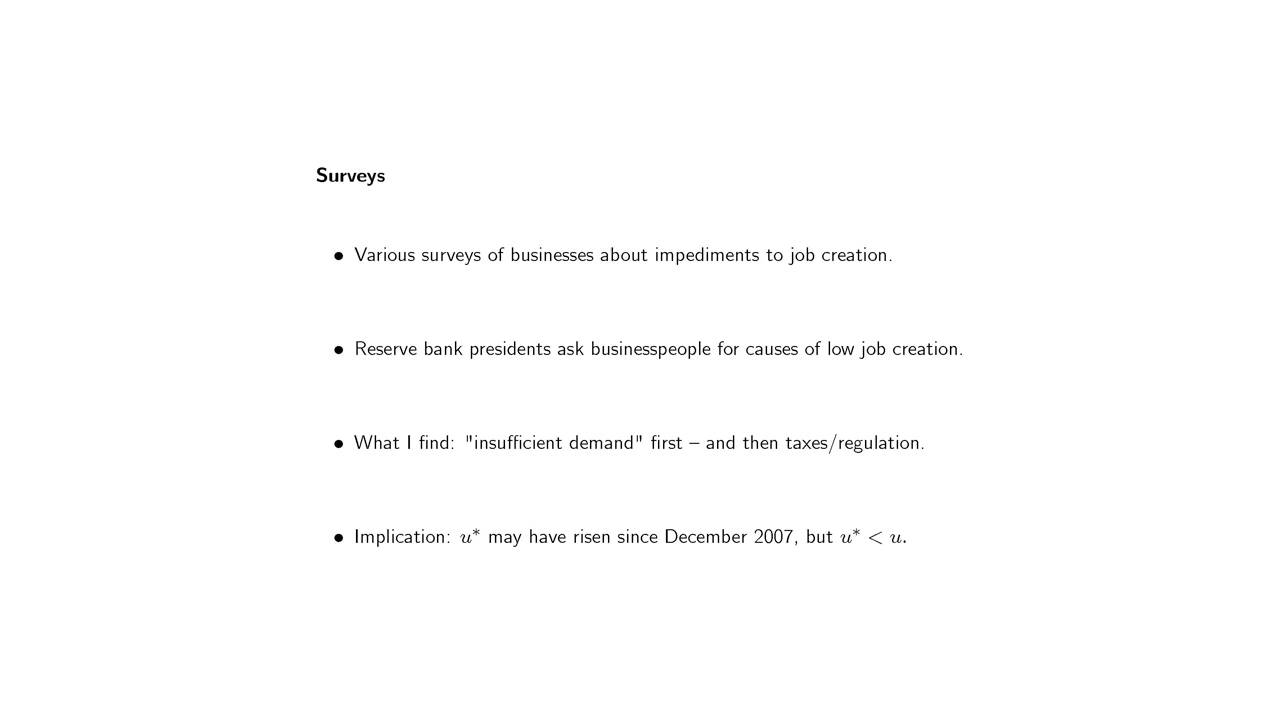 Surveys
• Various surveys of businesses about impediments to job creation.
• Reserve bank presidents ask businesspeople for causes of low job creation.
• What I find: "insufficient demand" first – and then taxes/regulation.
• Implication: u* may have risen since December 2007, but u* < u.